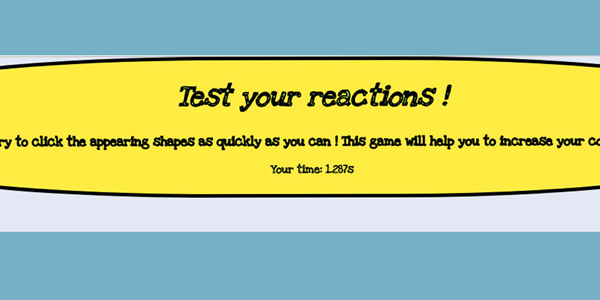 Test your reactions !
ry to click the appearing shapes as quickly as you can ! This game will help you to increase your co
Your time: 1.287s